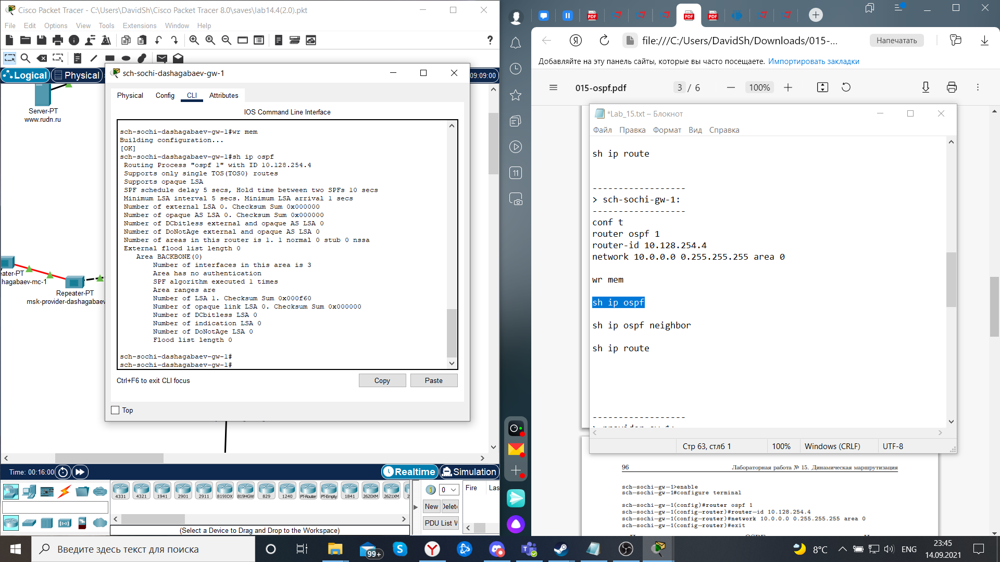 Cisco Packet Tracer - C:\Users\DavidSh\Cisco Packet Tracer 8.0\saves\lab14.4(2.0).pkt
File Edit Options View Tools Extensions Window Help
Logical
Physical
09:09:00
Server-PT
www.rudn.ru
eater-PT
hagabaev-mc-1
Repeater-PT
msk-provider-dashagabaev
sch-sochi-dashagabaev-gw-1
Physical Config CLI Attributes
IOS Command Line Interface
sch-sochi-dashagabaev-gw-1#wr mem
Building configuration...
[OK]
sch-sochi-dashagabaev-gw-1#sh ip ospf
Routing Process "ospf 1" with ID 10.128.254.4
Supports only single TOS(TOS0) routes
Supports opaque LSA
SPF schedule delay 5 secs, Hold time between two SPFs 10 secs
Minimum LSA interval 5 secs. Minimum LSA arrival 1 secs
Number of external LSA 0. Checksum Sum 0x000000
Number of opaque AS LSA 0. Checksum Sum 0x000000
Number of DCbitless external and opaque AS LSA 0
Number of DoNotAge external and opaque AS LSA 0
Number of areas in this router is 1. 1 normal 0 stub 0 nssa
External flood list length 0
Area BACKBONE(0)
Number of interfaces in this area is 3
Area has no authentication
SPF algorithm executed 1 times
Area ranges are
Number of LSA 1. Checksum Sum 0x000f60
Number of opaque link LSA 0. Checksum Sum 0x000000
Number of DCbitless LSA 0
Number of indication LSA 0
Number of DoNotAge LSA 0
Flood list length 0
sch-sochi-dashagabaev-gw-1#
sch-sochi-dashagabaev-gw-1#
Ctrl+F6 to exit CLI focus
Copy
Paste
Top
Time: 00:16:00
Realtime
Simulation
4331 4321 1941 2901 2911 819IOX 819HGW 829 1240 PT-Router PT-Empty 1841 2620XM 2621XM 2
(Select a Device to Drag and Drop to the Workspace)
0
New
Delete
PDU List W
Fire Las
file:///C:/Users/DavidSh/Downloads/015-...
Напечатать
Добавляйте на эту панель сайты, которые вы часто посещаете. Импортировать закладки
015-ospf.pdf
3 / 6
100%
11
*Lab_15.txt – Блокнот
Файл Правка Формат Вид Справка
sh ip route
------------------
> sch-sochi-gw-1:
------------------
conf t
router ospf 1
router-id 10.128.254.4
network 10.0.0.0 0.255.255.255 area 0
wr mem
sh ip ospf
sh ip ospf neighbor
sh ip route
------------------
> provider-gw-1:
Стр 63, стлб 1
100%
Windows (CRLF)
UTF-8
96
Лабораторная работа № 15. Динамическая маршрутизация
sch-sochi-gw-1>enable
sch-sochi-gw-1#configure terminal
sch-sochi-gw-1(config)#router ospf 1
sch-sochi-gw-1(config-router)#router-id 10.128.254.4
sch-sochi-gw-1(config-router)#network 10.0.0.0 0.255.255.255 area 0
sch-sochi-gw-1(config-router)#exit
Введите здесь текст для поиска
99+
8°C
ENG
23:45
14.09.2021